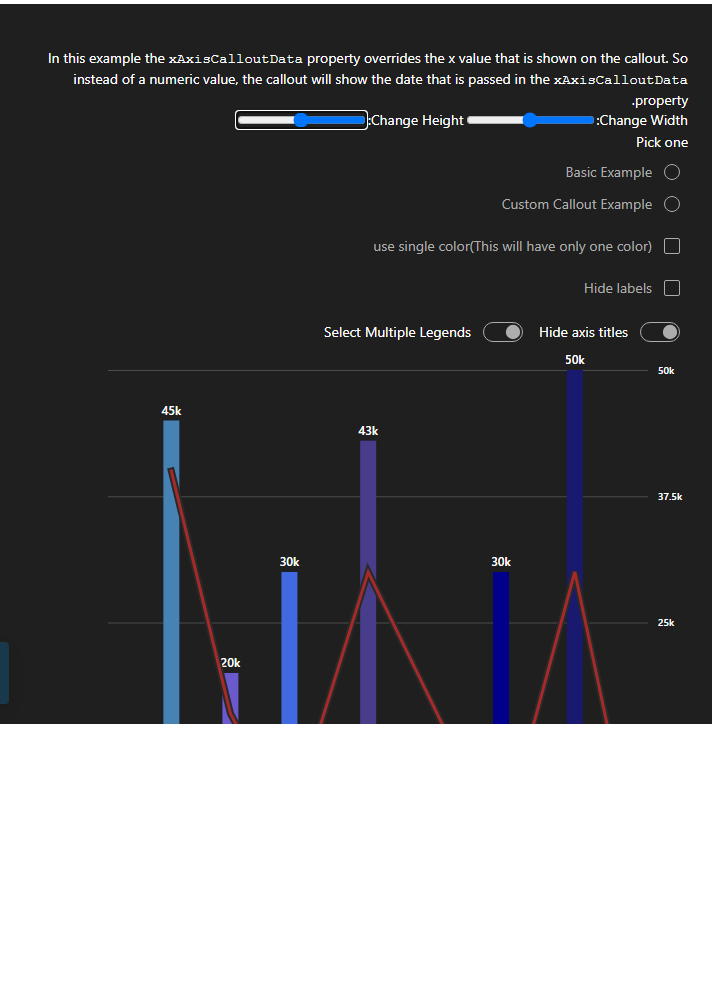 In this example the xAxisCalloutData property overrides the x value that is shown on the callout. So
instead of a numeric value, the callout will show the date that is passed in the xAxisCalloutData
.property
:Change Height :Change Width
Pick one
Basic Example
Custom Callout Example
use single color(This will have only one color)
Hide labels
Select Multiple Legends Hide axis titles
50k
50k
45k
43k
37.5k
30k
30k
25k
20k